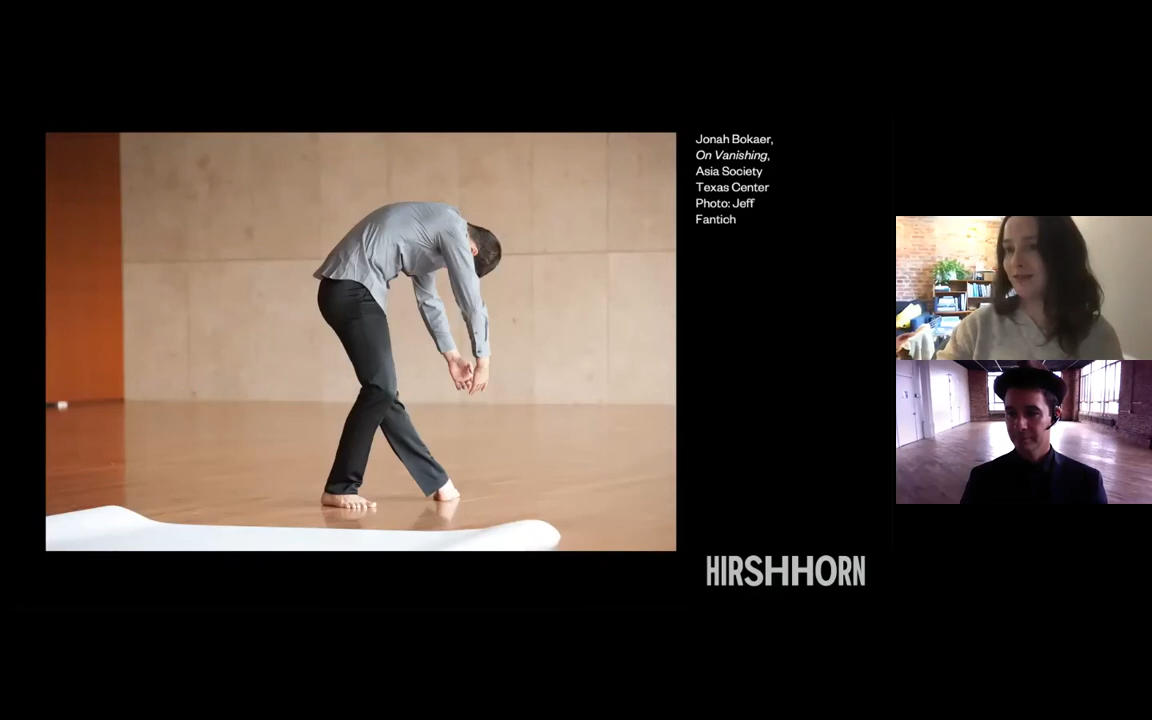 Jonah Bokaer,
On Vanishing,
Asia Society
Texas Center
Photo: Jeff
Fantich
HIRSHHORN